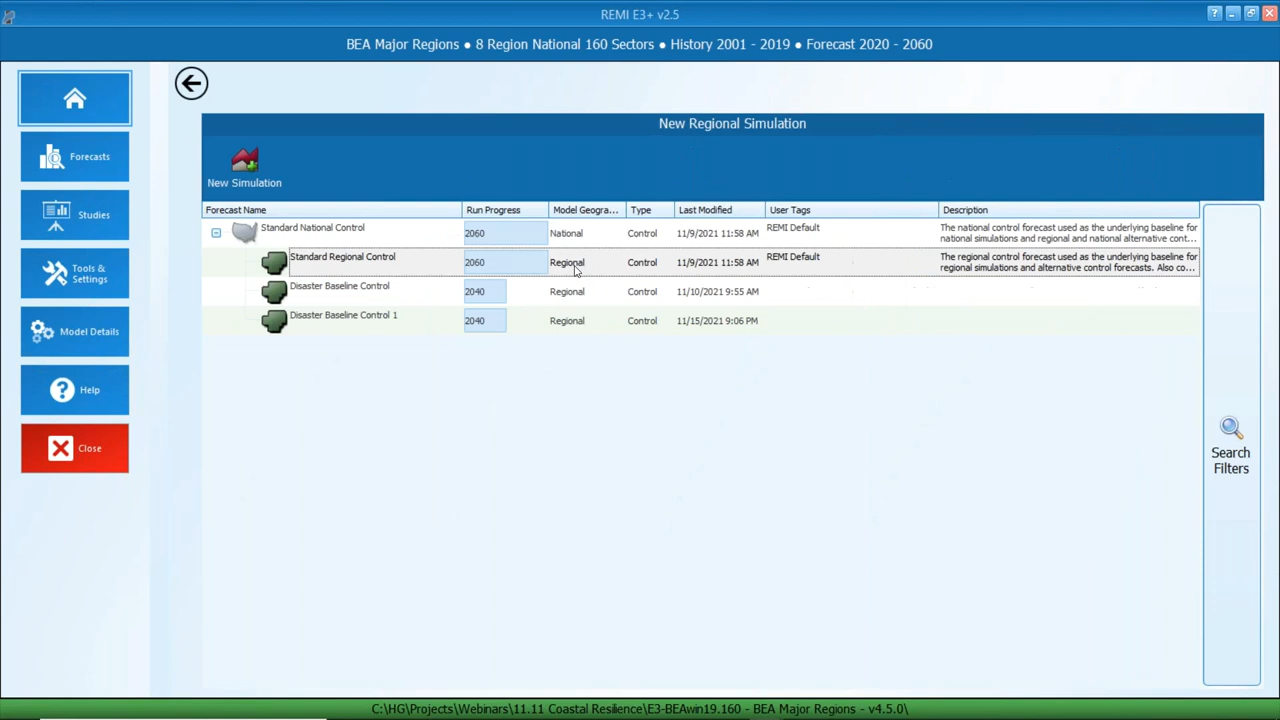 REMI E3+ v2.5
BEA Major Regions ● 8 Region National 160 Sectors ● History 2001 - 2019 ● Forecast 2020 - 2060
Forecasts
Studies
Tools &
Settings
Model Details
Help
Close
New Regional Simulation
New Simulation
Forecast Name Run Progress Model Geogra... Type Last Modified User Tags Description
Standard National Control 2060 National Control 11/9/2021 11:58 AM REMI Default The national control forecast used as the underlying baseline for
national simulations and regional and national alternative cont...
Standard Regional Control 2060 Regional Control 11/9/2021 11:58 AM REMI Default The regional control forecast used as the underlying baseline for
regional simulations and alternative control forecasts. Also co...
Disaster Baseline Control 2040 Regional Control 11/10/2021 9:55 AM
Disaster Baseline Control 1 2040 Regional Control 11/15/2021 9:06 PM
Search
Filters
C:\HG\Projects\Webinars\11.11 Coastal Resilience\E3-BEAwin19.160 - BEA Major Regions - v4.5.0\